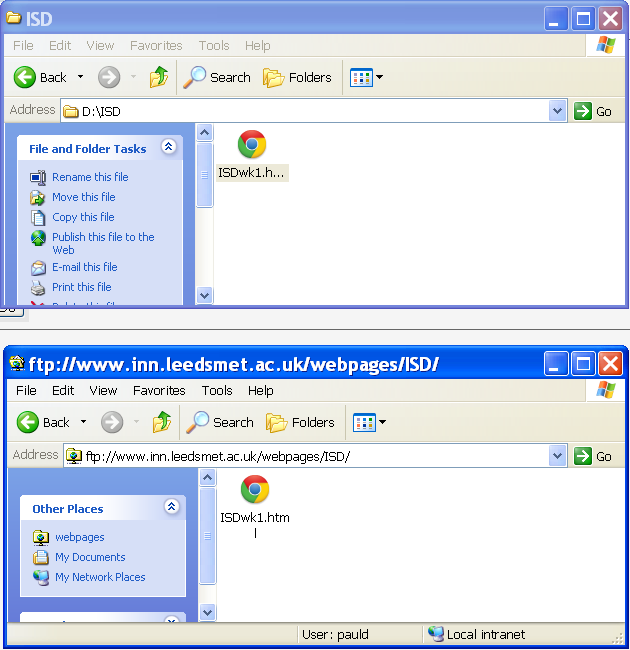 ISD
File Edit View Favorites Tools Help
Back Search Folders
Address D:\ISD Go
File and Folder Tasks
Rename this file
Move this file
Copy this file
Publish this file to the
Web
E-mail this file
Print this file
ISDwk1.h...
ftp://www.inn.leedsmet.ac.uk/webpages/ISD/
File Edit View Favorites Tools Help
Back Search Folders
Address ftp://www.inn.leedsmet.ac.uk/webpages/ISD/ Go
Other Places
webpages
My Documents
My Network Places
ISDwk1.htm
l
User: pauld Local intranet